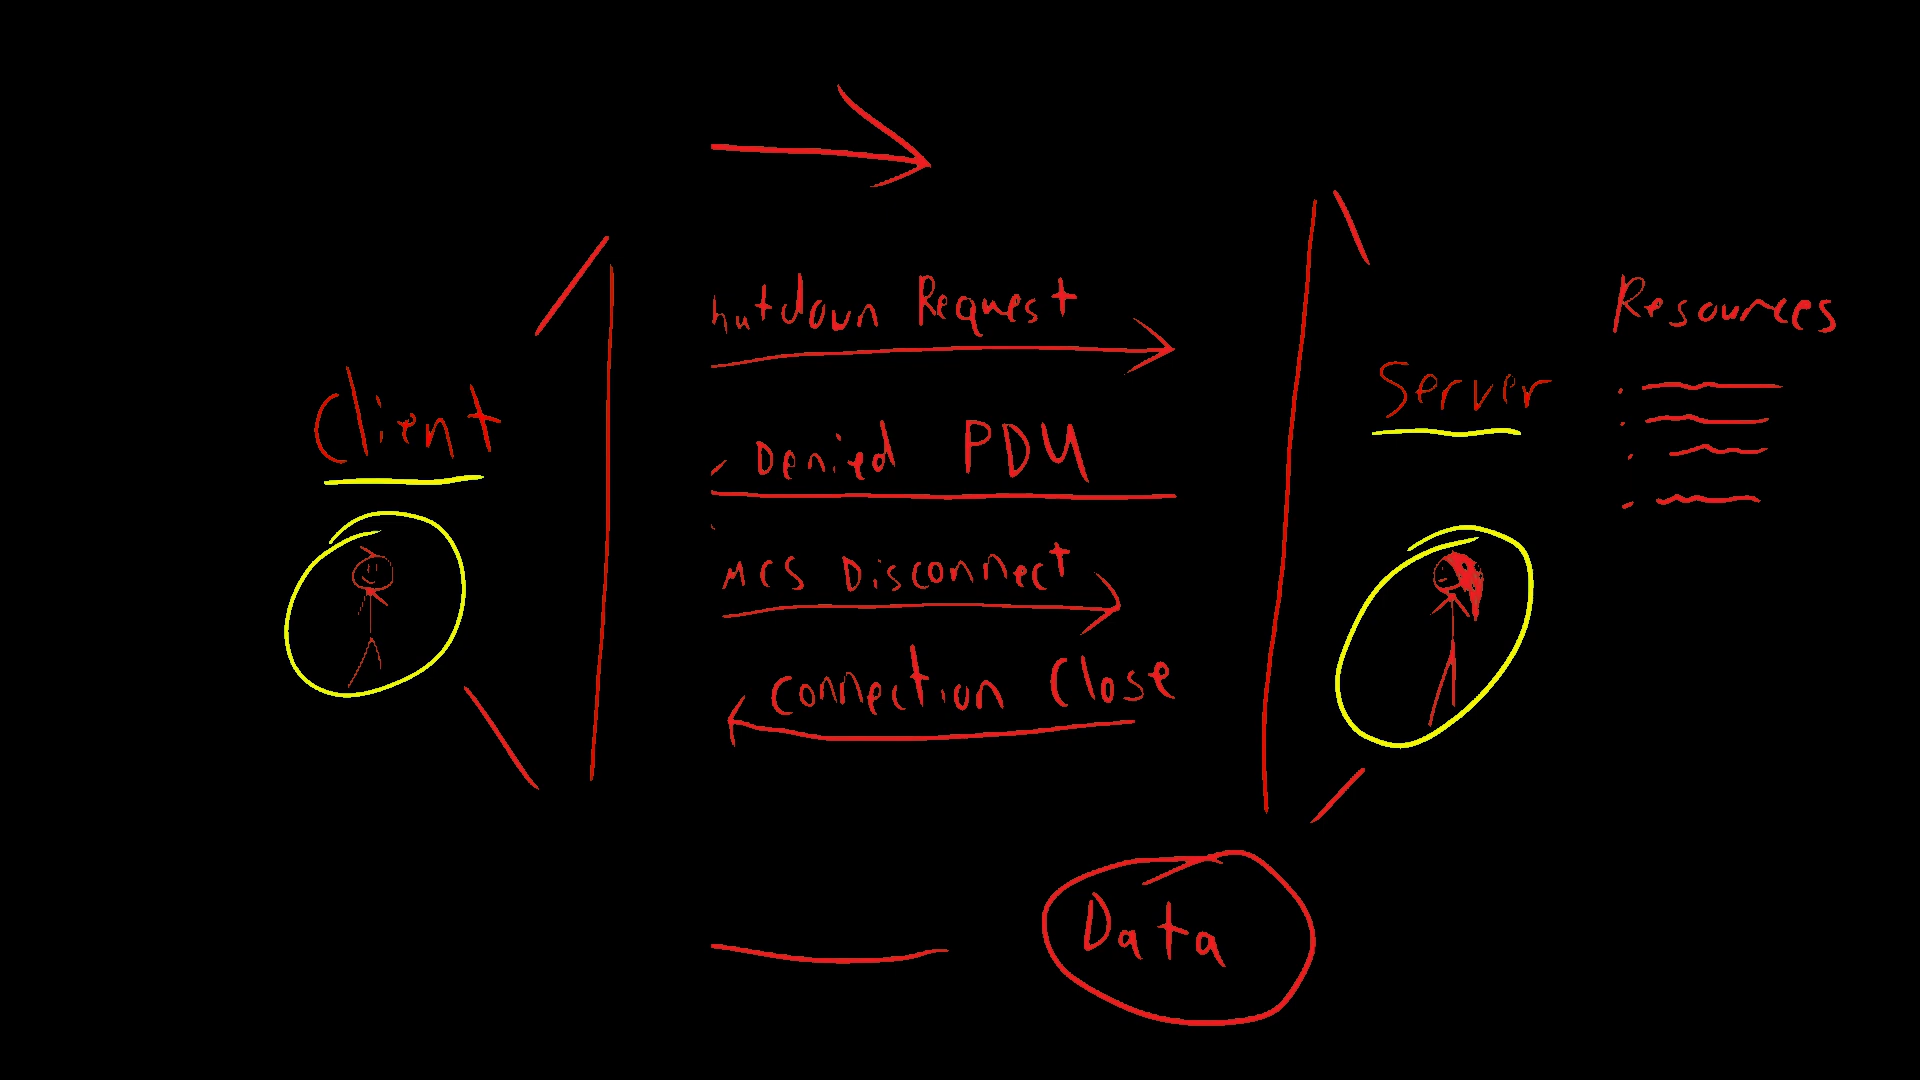 hutdown Request
Resources
Client
Server
Denied PDU
MCS Disconnect
Connection Close
Data